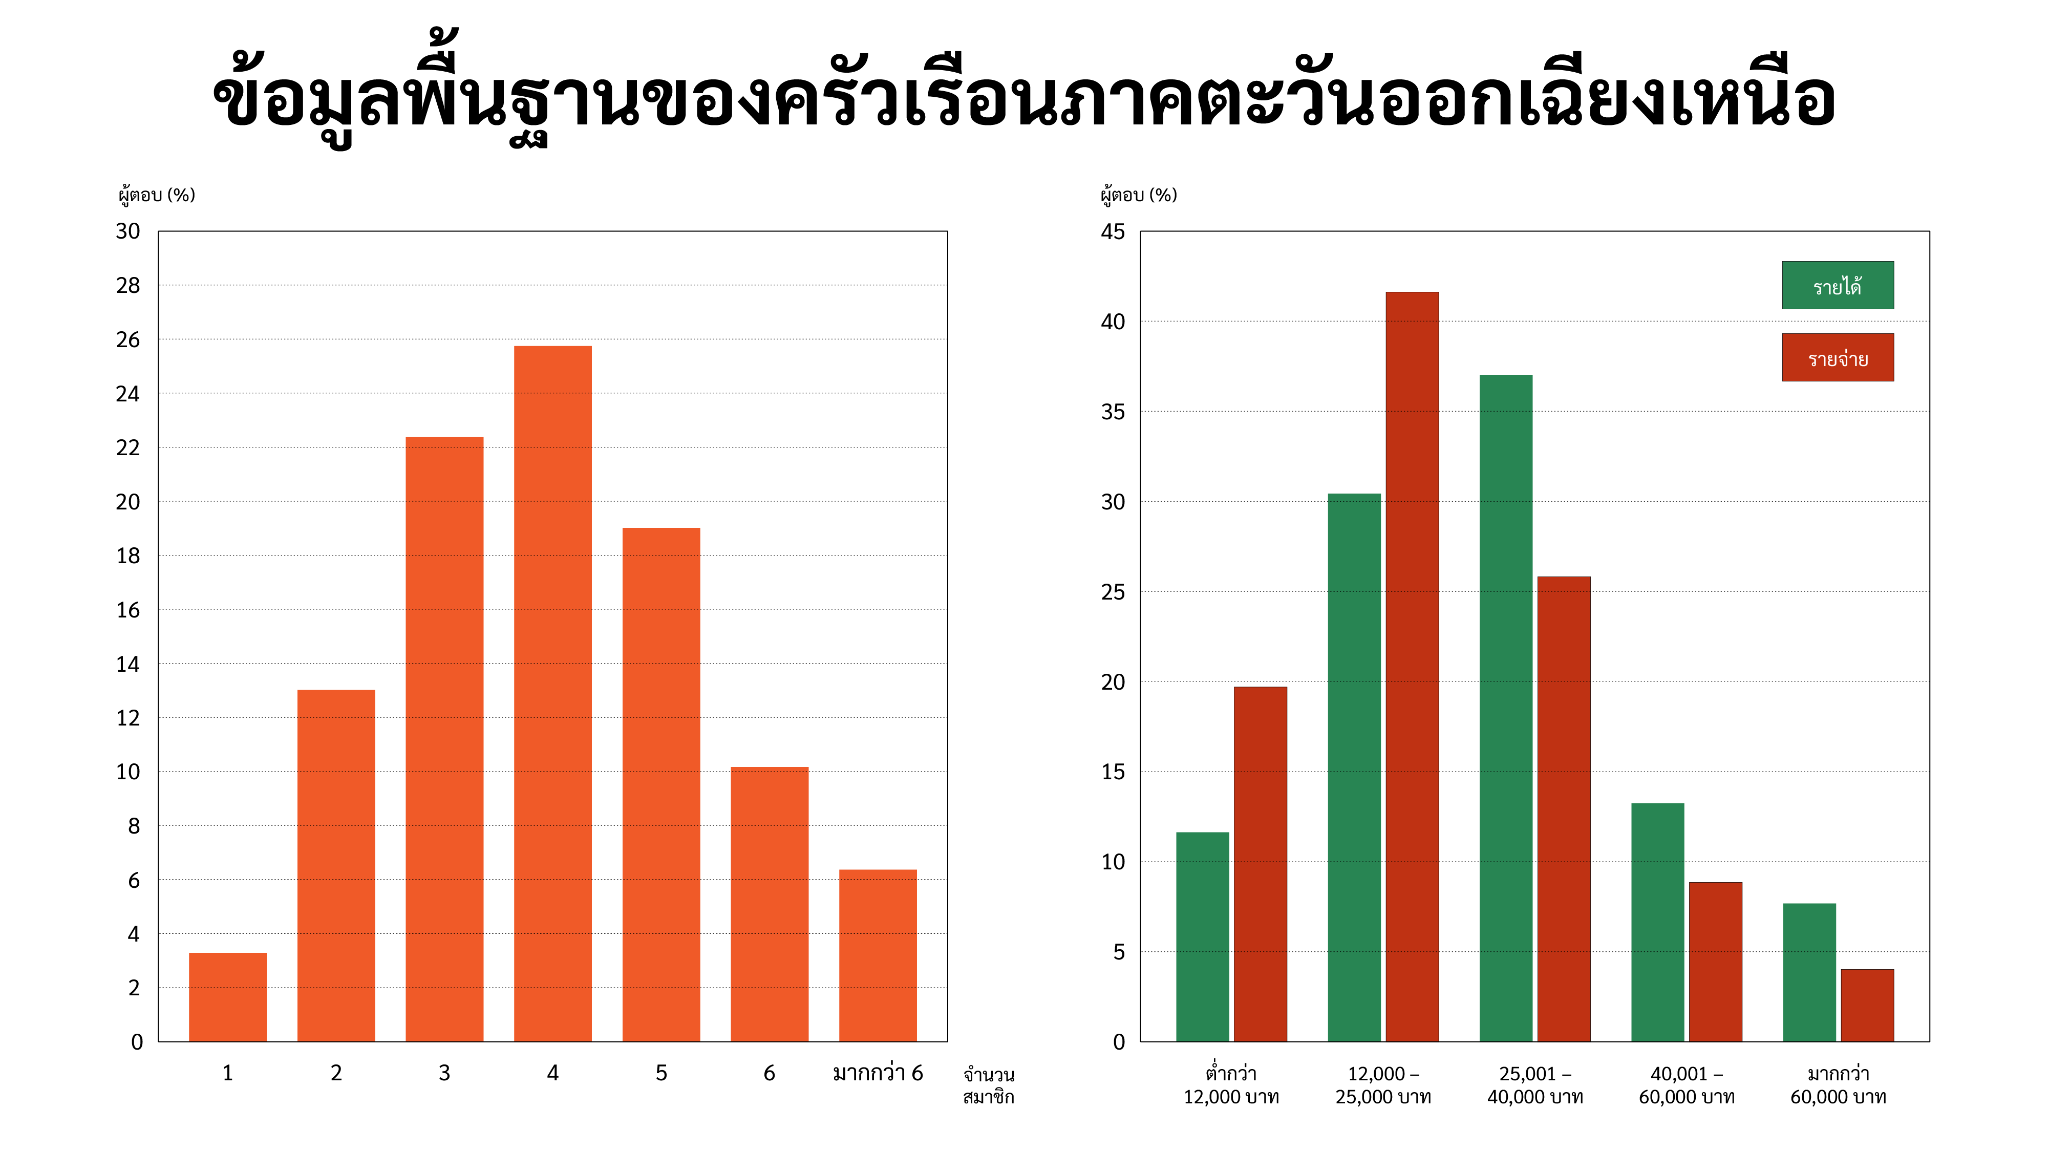 ข้อมูลพื้นฐานของครัวเรือนภาคตะวันออกเฉียงเหนือ
ผู้ตอบ (%)
30
28
26
24
22
20
18
16
14
12
10
8
6
4
2
0
1 2 3 4 5 6 มากกว่า 6
จำนวน
สมาชิก
ผู้ตอบ (%)
45
40
35
30
25
20
15
10
5
0
รายได้
รายจ่าย
ต่ำกว่า 12,000 – 25,001 – 40,001 – มากกว่า
12,000 บาท 25,000 บาท 40,000 บาท 60,000 บาท 60,000 บาท